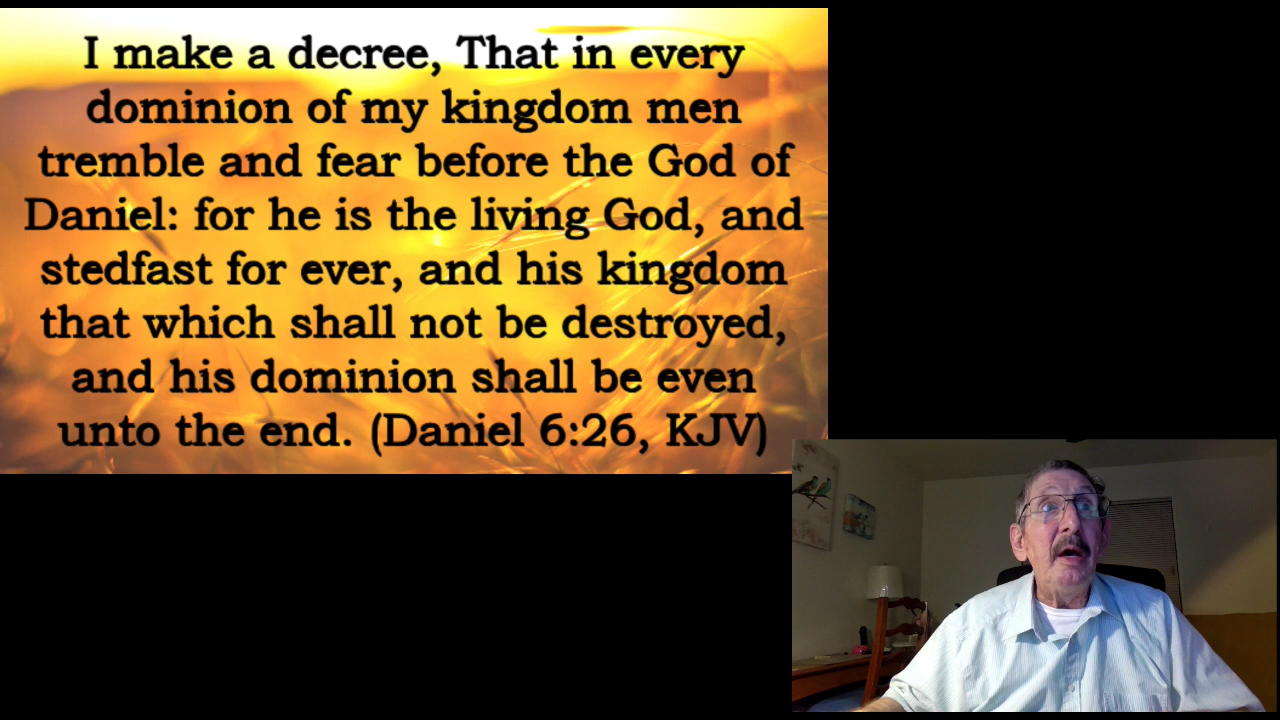 I make a decree, That in every
dominion of my kingdom men
tremble and fear before the God of
Daniel: for he is the living God, and
stedfast for ever, and his kingdom
that which shall not be destroyed,
and his dominion shall be even
unto the end. (Daniel 6:26, KJV)